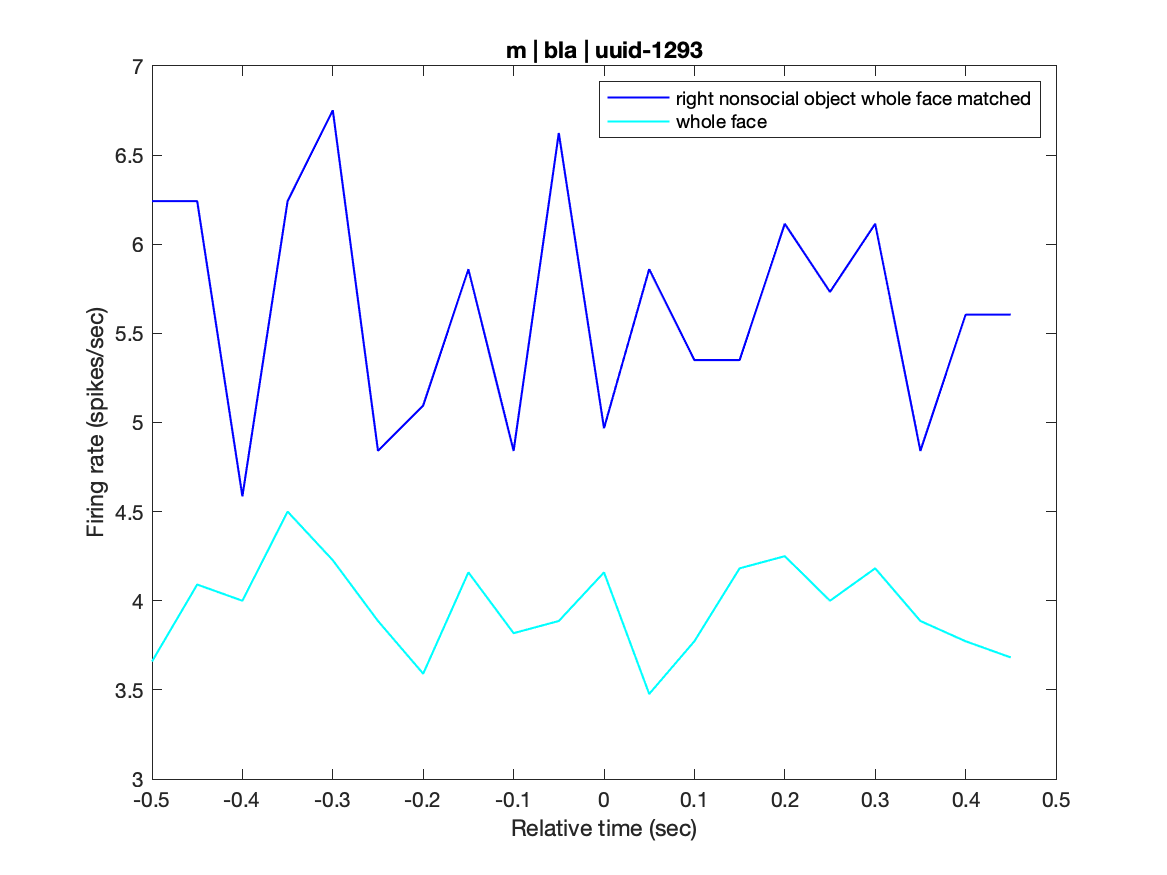 m | bla | uuid-1293
right nonsocial object whole face matched
whole face
7
6.5
6
5.5
5
4.5
4
3.5
3
Firing rate (spikes/sec)
-0.5 -0.4 -0.3 -0.2 -0.1 0 0.1 0.2 0.3 0.4 0.5
Relative time (sec)